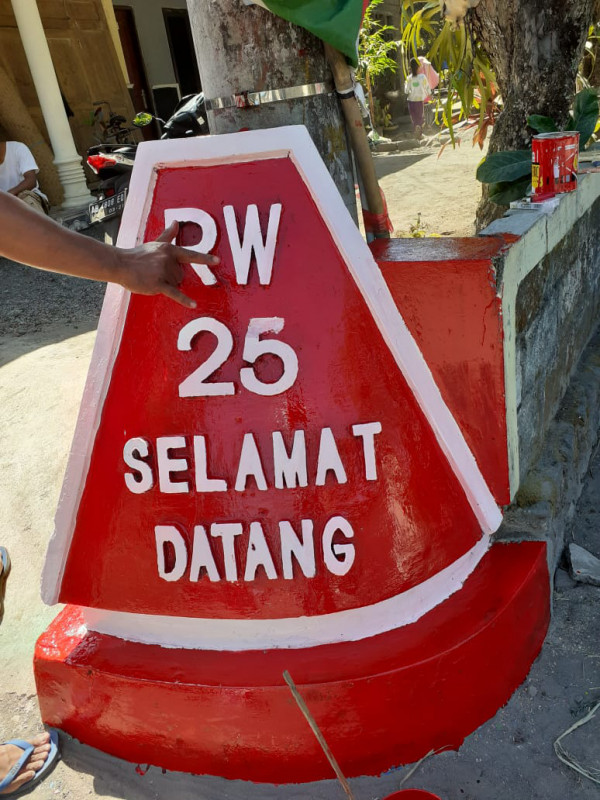 RW
25
SELAMAT
DATANG